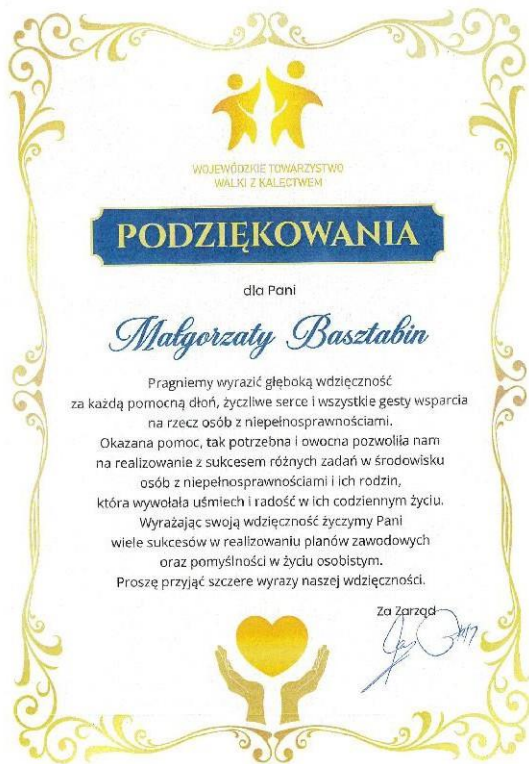 WOJEWÓDZKIE TOWARZYSTWO
WALKI Z KALECTWEM
PODZIĘKOWANIA
dla Pani
Małgorzaty Basztabin
Pragniemy wyrazić głęboką wdzięczność
za każdą pomocną dłoń, życzliwe serce i wszystkie gesty wsparcia
na rzecz osób z niepełnosprawnościami.
Okazana pomoc, tak potrzebna i owocna pozwoliła nam
na realizowanie z sukcesem różnych zadań w środowisku
osób z niepełnosprawnościami i ich rodzin,
która wywołała uśmiech i radość w ich codziennym życiu.
Wyrażając swoją wdzięczność życzymy Pani
wiele sukcesów w realizowaniu planów zawodowych
oraz pomyślności w życiu osobistym.
Proszę przyjąć szczere wyrazy naszej wdzięczności.
Za Zarząd